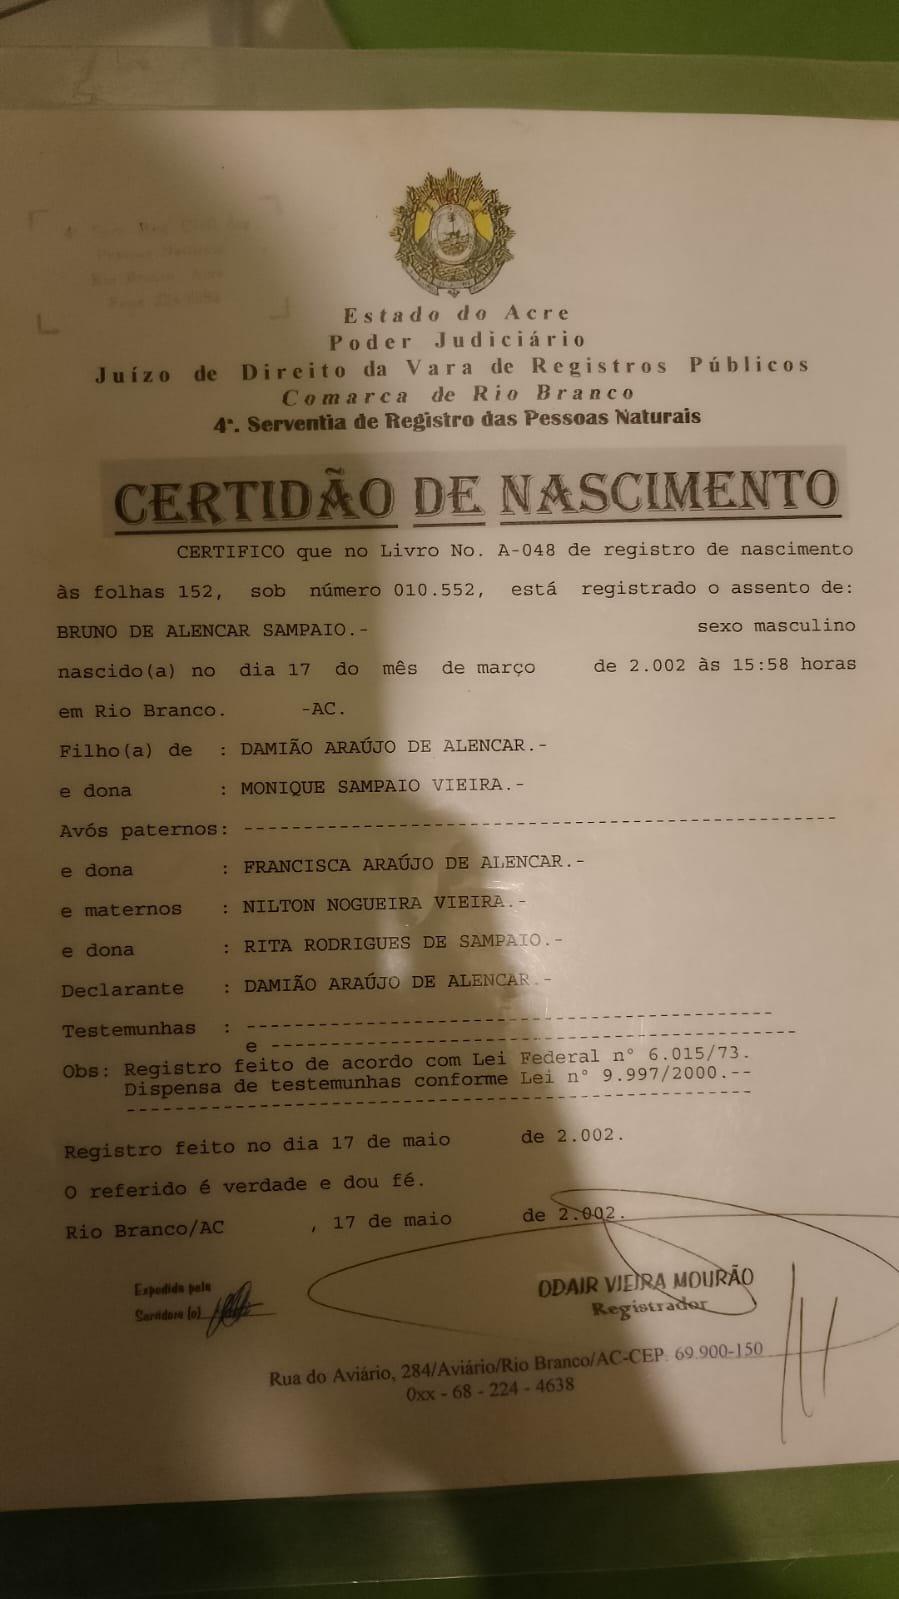 Estado do Acre
Poder Judiciário
Juízo de Direito da Vara de Registros Públicos
Comarca de Rio Branco
4ª. Serventia de Registro das Pessoas Naturais
CERTIDÃO DE NASCIMENTO
CERTIFICO que no Livro No. A-048 de registro de nascimento
às folhas 152, sob número 010.552, está registrado o assento de:
BRUNO DE ALENCAR SAMPAIO.- sexo masculino
nascido(a) no dia 17 do mês de março de 2.002 às 15:58 horas
em Rio Branco. -AC.
Filho(a) de : DAMIÃO ARAÚJO DE ALENCAR.-
e dona : MONIQUE SAMPAIO VIEIRA.-
Avós paternos: -------------------------------------------------
e dona : FRANCISCA ARAÚJO DE ALENCAR.-
e maternos : NILTON NOGUEIRA VIEIRA.-
e dona : RITA RODRIGUES DE SAMPAIO.-
Declarante : DAMIÃO ARAÚJO DE ALENCAR.-
Testemunhas : --------------------------------------------
e --------------------------------------------
Obs: Registro feito de acordo com Lei Federal n° 6.015/73.
Dispensa de testemunhas conforme Lei n° 9.997/2000.--
----------------------------------------------------
Registro feito no dia 17 de maio de 2.002.
O referido é verdade e dou fé.
Rio Branco/AC , 17 de maio de 2.002.
Expedida pelo
Servidora (o)
ODAIR VIEIRA MOURÃO
Registrador
Rua do Aviário, 284/Aviário/Rio Branco/AC-CEP: 69.900-150
0xx - 68 - 224 - 4638